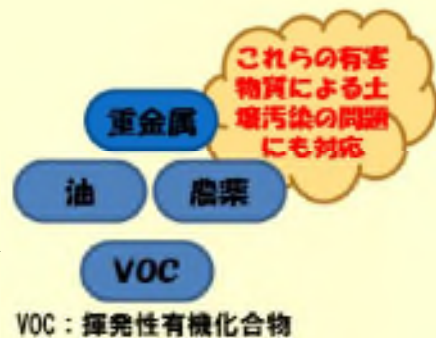 これらの有害
物質による土
壌汚染の問題
にも対応
重金属
油
農薬
VOC
VOC：揮発性有機化合物